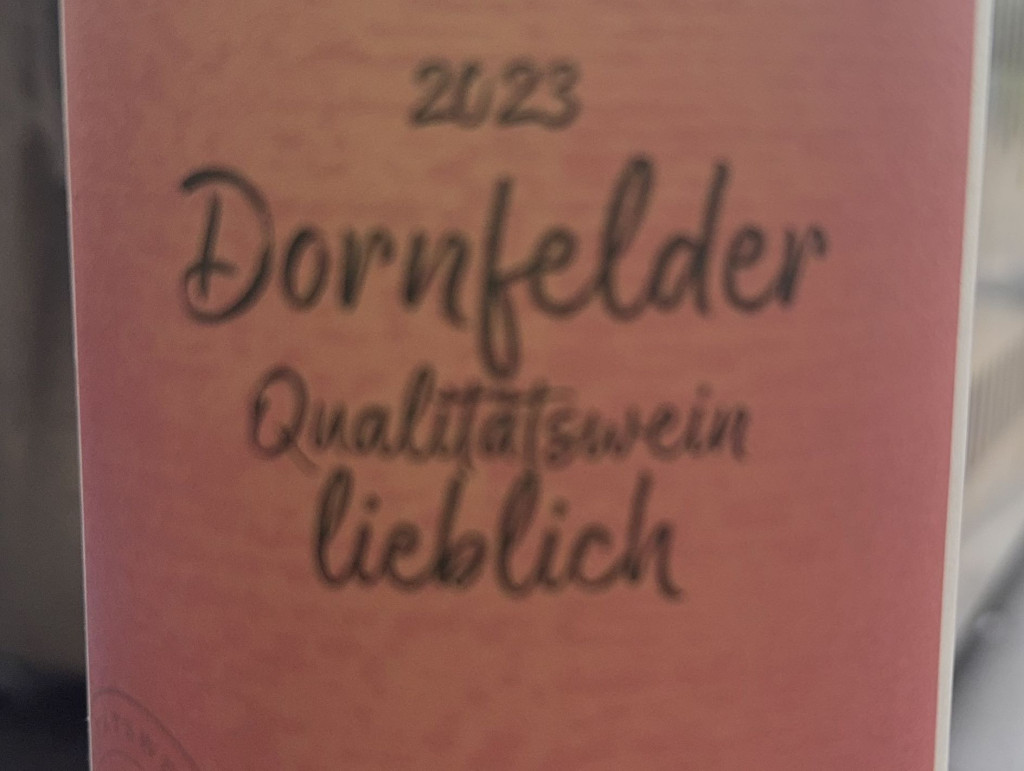 2023
Dornfelder
Qualitätswein
lieblich